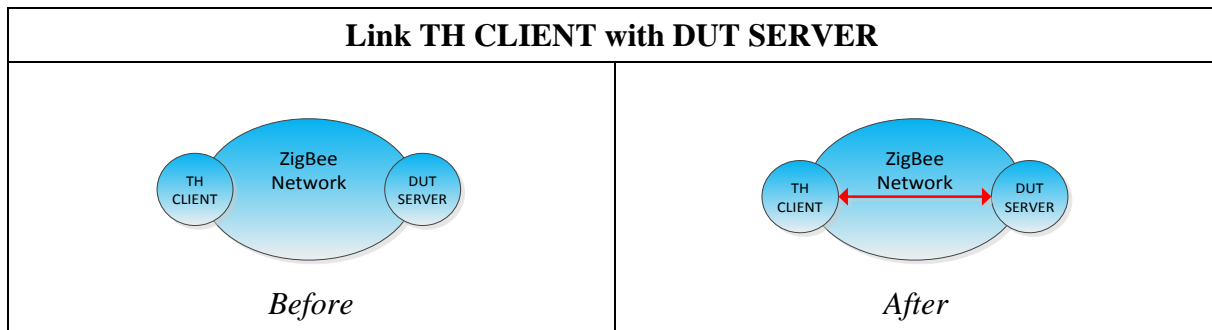 Link TH CLIENT with DUT SERVER
ZigBee
Network
TH
CLIENT
DUT
SERVER
Before
ZigBee
Network
TH
CLIENT
DUT
SERVER
After